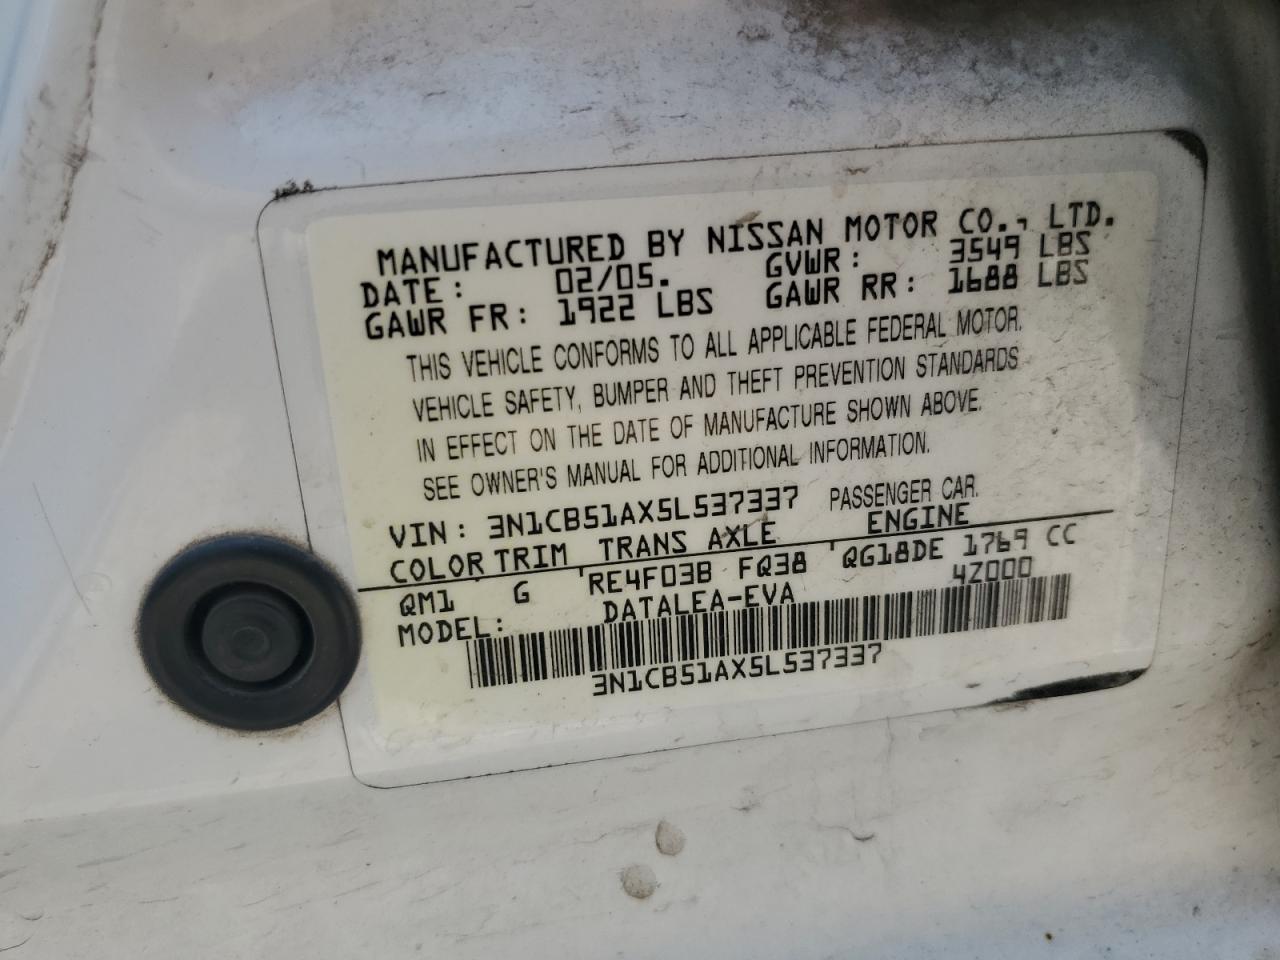 MANUFACTURED BY NISSAN MOTOR CO., LTD.
DATE: 02/05. GVWR: 3549 LBS
GAWR FR: 1922 LBS GAWR RR: 1688 LBS
THIS VEHICLE CONFORMS TO ALL APPLICABLE FEDERAL MOTOR.
VEHICLE SAFETY, BUMPER AND THEFT PREVENTION STANDARDS
IN EFFECT ON THE DATE OF MANUFACTURE SHOWN ABOVE.
SEE OWNER'S MANUAL FOR ADDITIONAL INFORMATION.
VIN: 3N1CB51AX5L537337 PASSENGER CAR.
COLOR TRIM TRANS AXLE ENGINE
QM1 G RE4F03B FQ38 QG18DE 1769 CC
MODEL: DATALEA-EVA 4Z000
3N1CB51AX5L537337